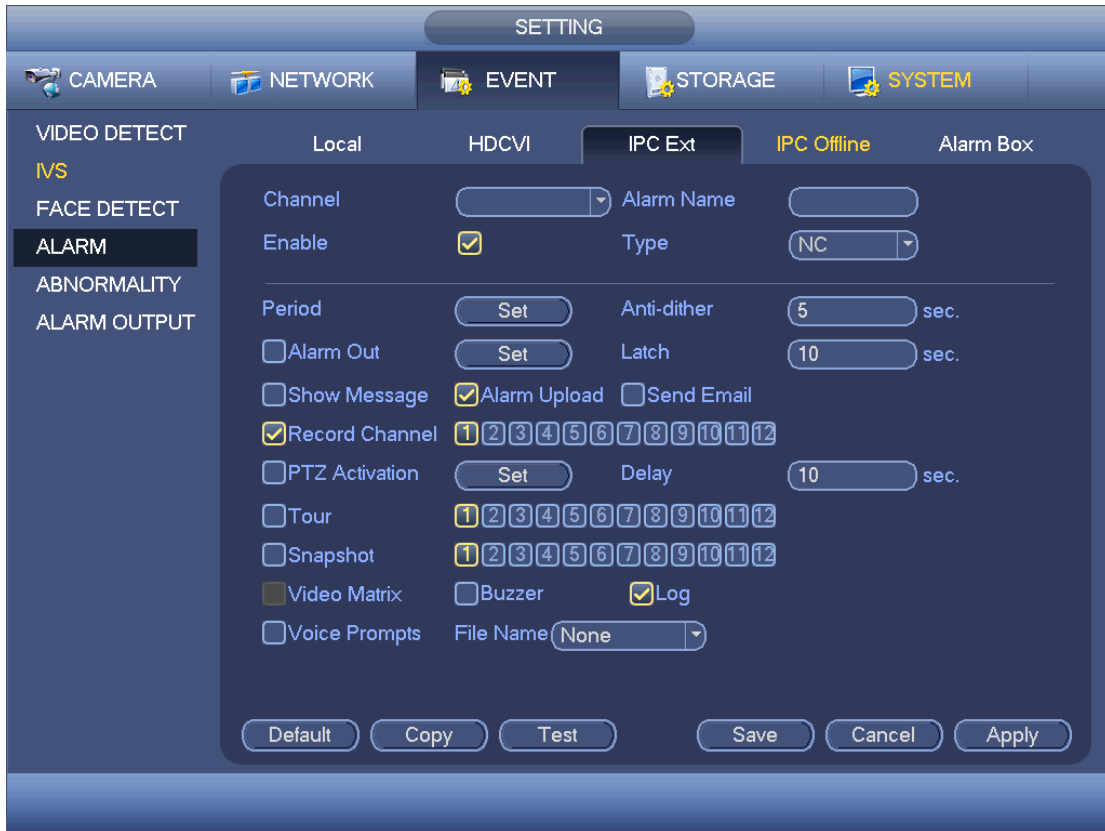 SETTING
CAMERA NETWORK EVENT STORAGE SYSTEM
VIDEO DETECT
IVS
FACE DETECT
ALARM
ABNORMALITY
ALARM OUTPUT
Local HDCVI IPC Ext IPC Offline Alarm Box
Channel Alarm Name
Enable Type NC
Period Set Anti-dither 5 sec.
Alarm Out Set Latch 10 sec.
Show Message Alarm Upload Send Email
Record Channel 1 2 3 4 5 6 7 8 9 10 11 12
PTZ Activation Set Delay 10 sec.
Tour 1 2 3 4 5 6 7 8 9 10 11 12
Snapshot 1 2 3 4 5 6 7 8 9 10 11 12
Video Matrix Buzzer Log
Voice Prompts File Name None
Default Copy Test Save Cancel Apply